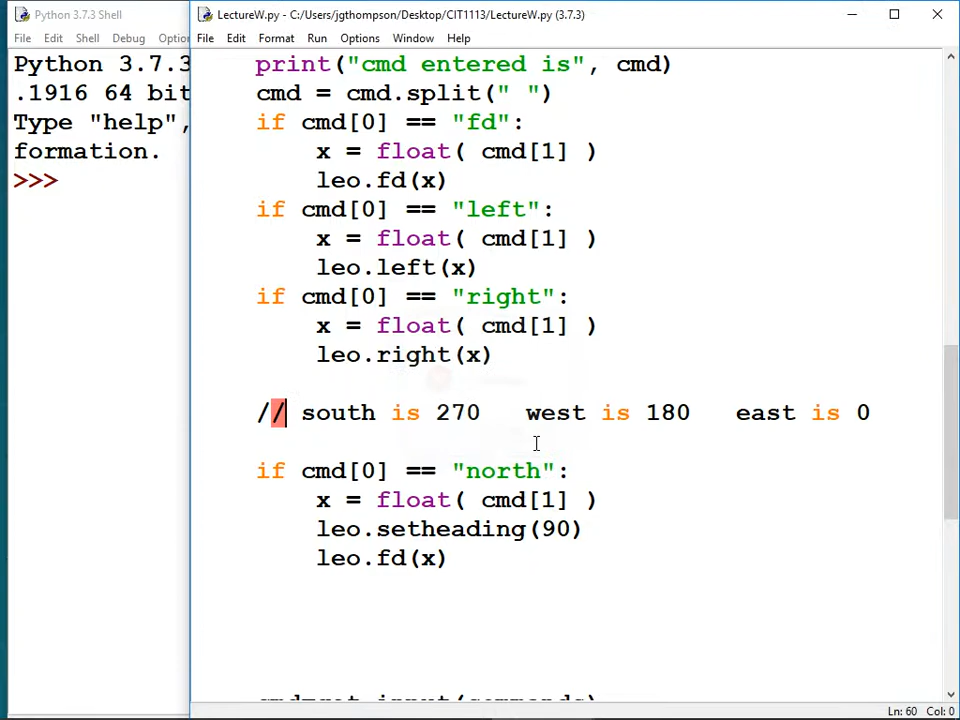 Python 3.7.3 Shell
File Edit Shell Debug Optio
Python 3.7.3
.1916 64 bit
Type "help",
formation.
>>>
LectureW.py - C:/Users/jgthompson/Desktop/CIT1113/LectureW.py (3.7.3)
File Edit Format Run Options Window Help
print("cmd entered is", cmd)
cmd = cmd.split(" ")
if cmd[0] == "fd":
x = float( cmd[1] )
leo.fd(x)
if cmd[0] == "left":
x = float( cmd[1] )
leo.left(x)
if cmd[0] == "right":
x = float( cmd[1] )
leo.right(x)
// south is 270 west is 180 east is 0
if cmd[0] == "north":
x = float( cmd[1] )
leo.setheading(90)
leo.fd(x)
Ln: 60 Col: 0